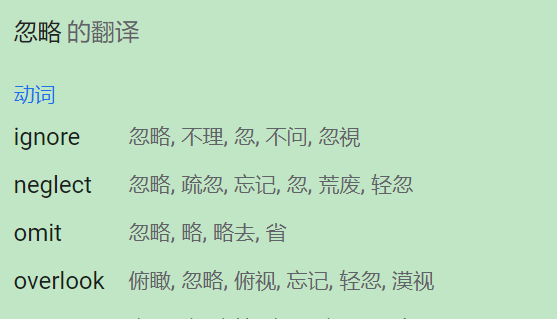 忽略 的翻译
动词
ignore 忽略, 不理, 忽, 不问, 忽視
neglect 忽略, 疏忽, 忘记, 忽, 荒废, 轻忽
omit 忽略, 略, 略去, 省
overlook 俯瞰, 忽略, 俯视, 忘记, 轻忽, 漠视